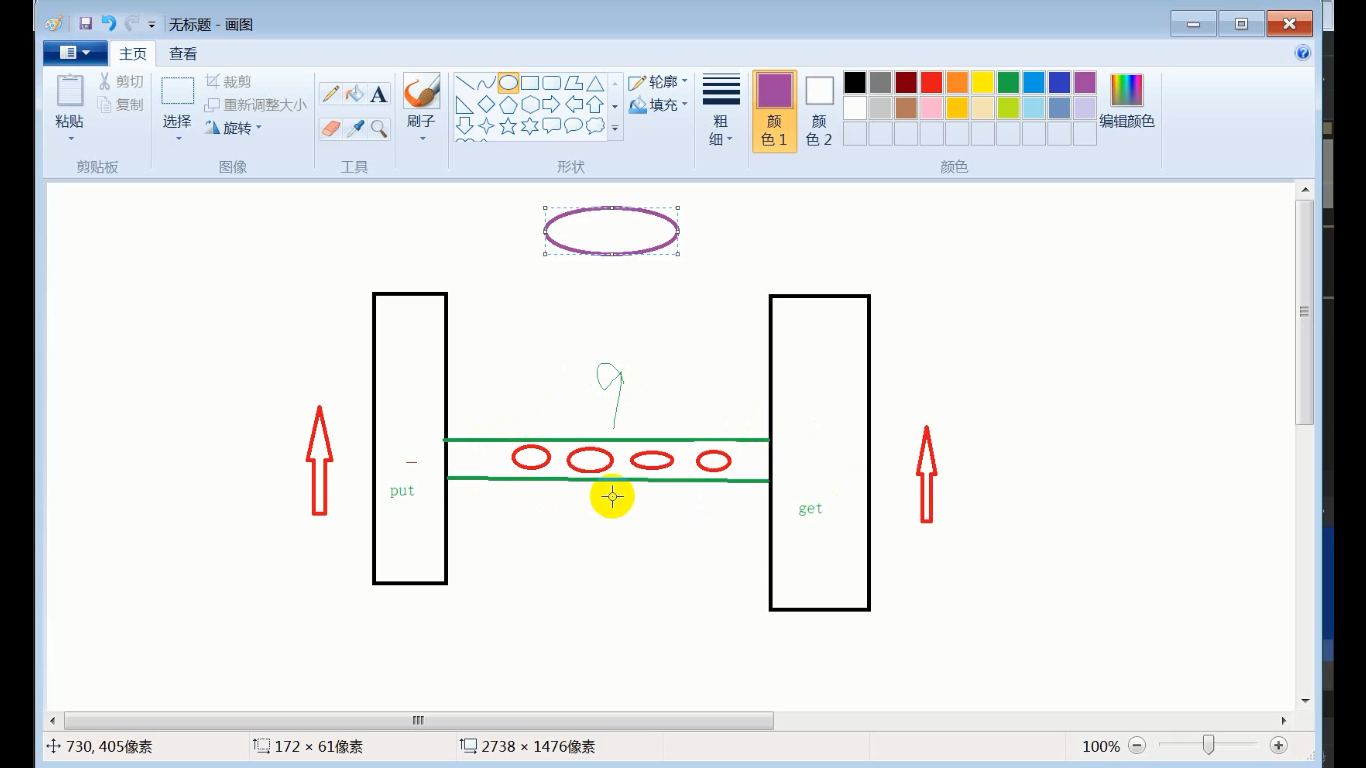 无标题 - 画图
主页 查看
剪切
复制
粘贴
裁剪
重新调整大小
旋转
选择
A
刷子
轮廓
填充
粗
细
颜
色 1
颜
色 2
编辑颜色
剪贴板 图像 工具 形状 颜色
q
put
get
730, 405像素 172 × 61像素 2738 × 1476像素 100%